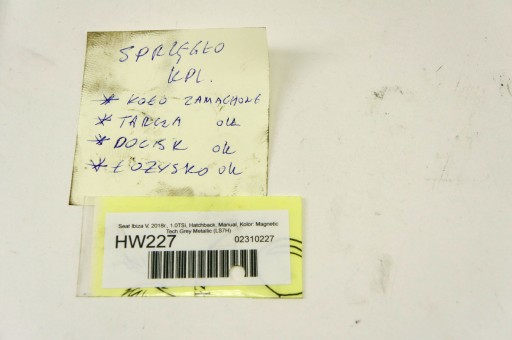 SPRZĘGŁO
KPL.
* KOŁO ZAMACHOWE
* TARCZA ok
* DOCISK ok
* ŁOŻYSKO ok
Seat Ibiza V, 2018r., 1.0TSI, Hatchback, Manual, Kolor: Magnetic
Tech Grey Metallic (LS7H)
HW227 02310227